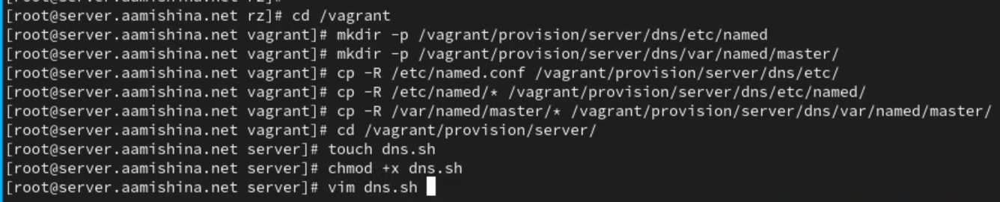 [root@server.aamishina.net rz]#
[root@server.aamishina.net rz]# cd /vagrant
[root@server.aamishina.net vagrant]# mkdir -p /vagrant/provision/server/dns/etc/named
[root@server.aamishina.net vagrant]# mkdir -p /vagrant/provision/server/dns/var/named/master/
[root@server.aamishina.net vagrant]# cp -R /etc/named.conf /vagrant/provision/server/dns/etc/
[root@server.aamishina.net vagrant]# cp -R /etc/named/* /vagrant/provision/server/dns/etc/named/
[root@server.aamishina.net vagrant]# cp -R /var/named/master/* /vagrant/provision/server/dns/var/named/master/
[root@server.aamishina.net vagrant]# cd /vagrant/provision/server/
[root@server.aamishina.net server]# touch dns.sh
[root@server.aamishina.net server]# chmod +x dns.sh
[root@server.aamishina.net server]# vim dns.sh